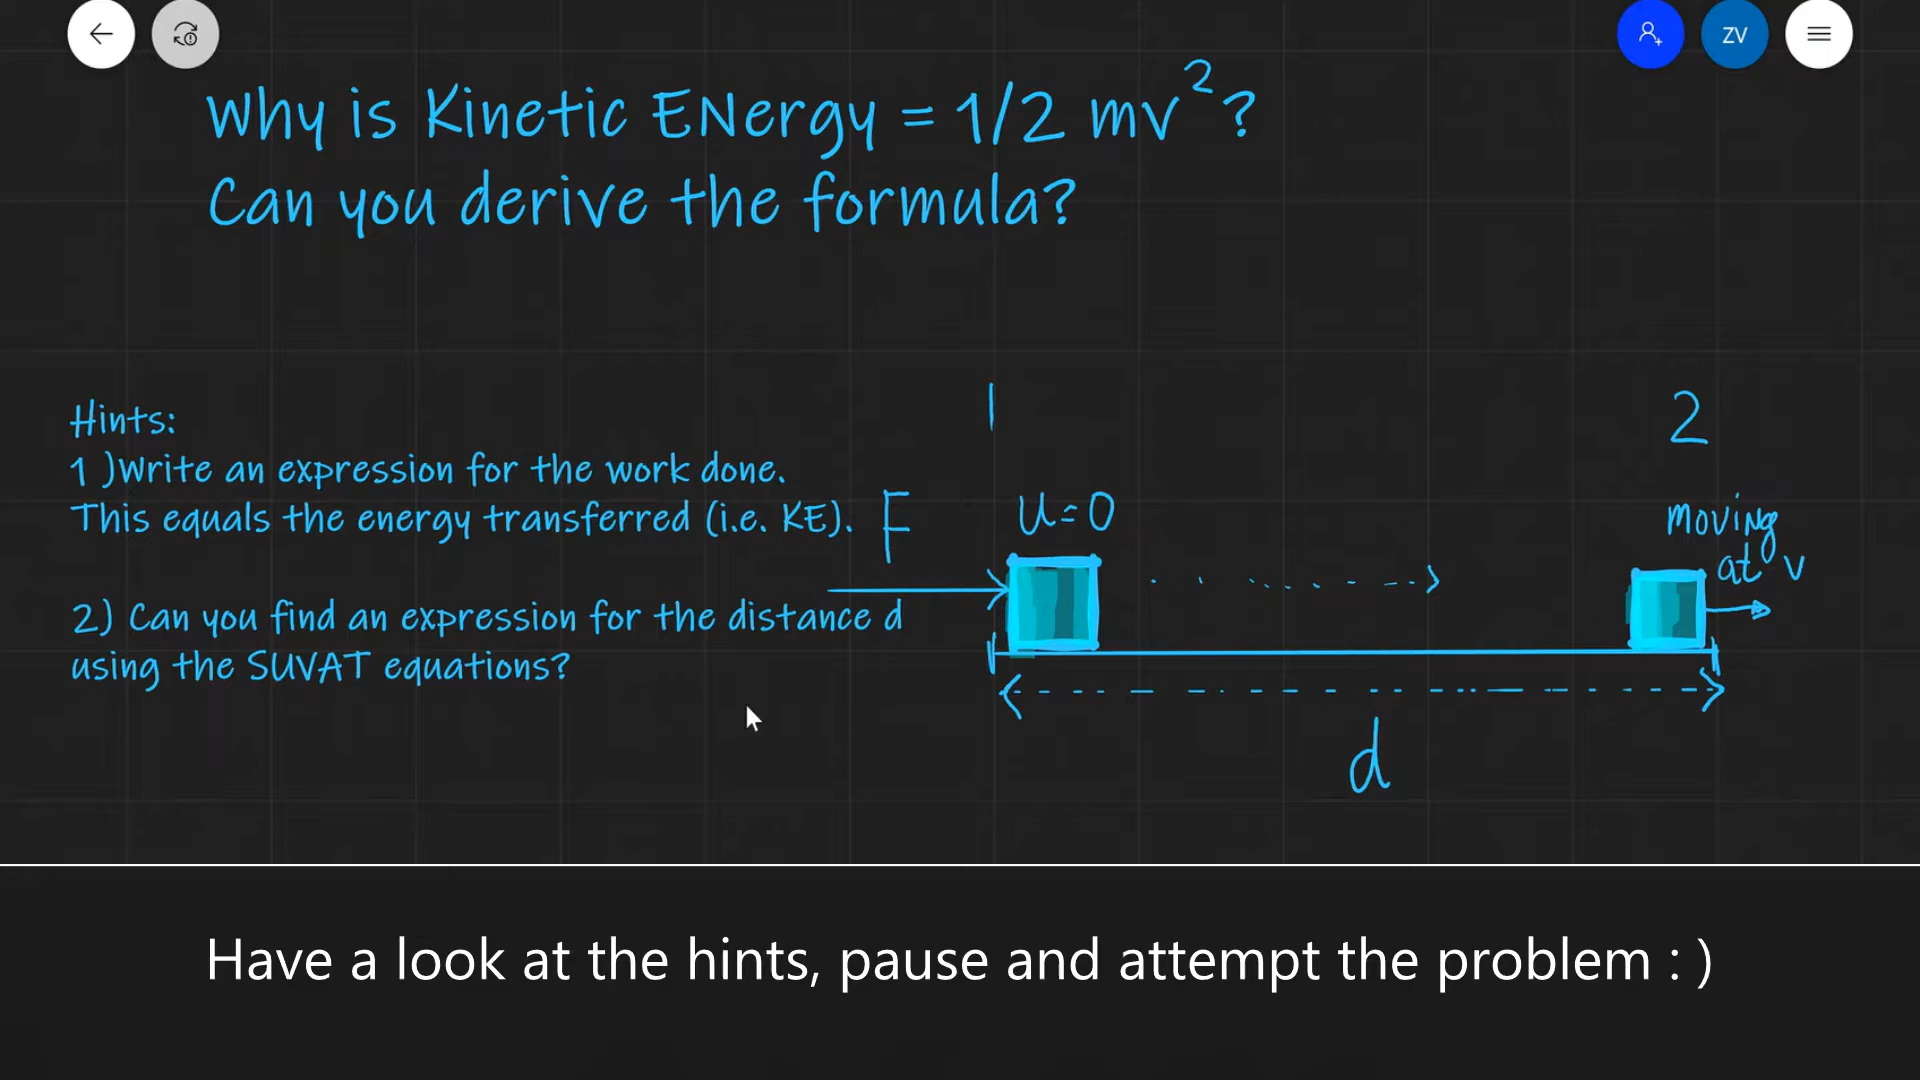 ZV
Why is Kinetic ENergy = 1/2 mv²?
Can you derive the formula?
Hints:
1 )Write an expression for the work done.
This equals the energy transferred (i.e. KE).
2) Can you find an expression for the distance d
using the SUVAT equations?
1
2
F
U=0
moving
at v
d
Have a look at the hints, pause and attempt the problem : )